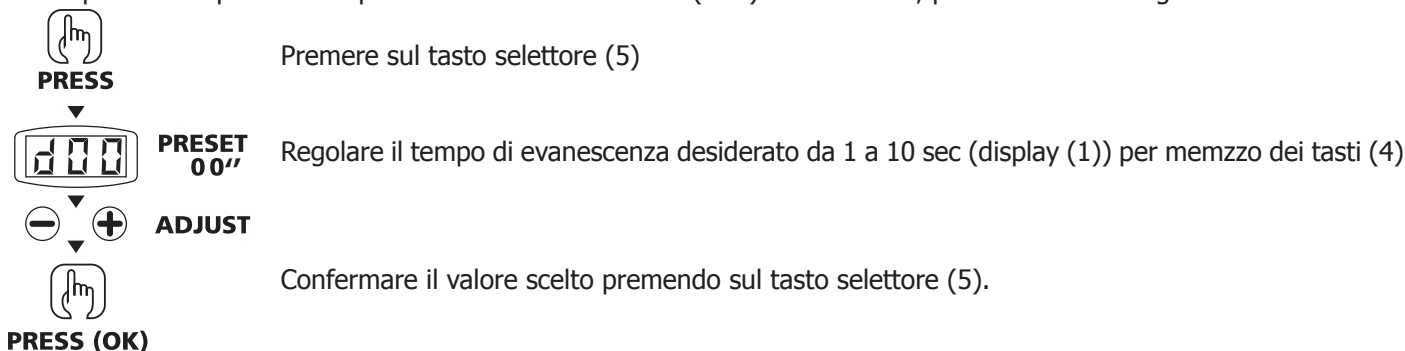 PRESS
Premere sul tasto selettore (5)
d00
PRESET
00"
Regolare il tempo di evanescenza desiderato da 1 a 10 sec (display (1)) per memzzo dei tasti (4)
ADJUST
Confermare il valore scelto premendo sul tasto selettore (5).
PRESS (OK)